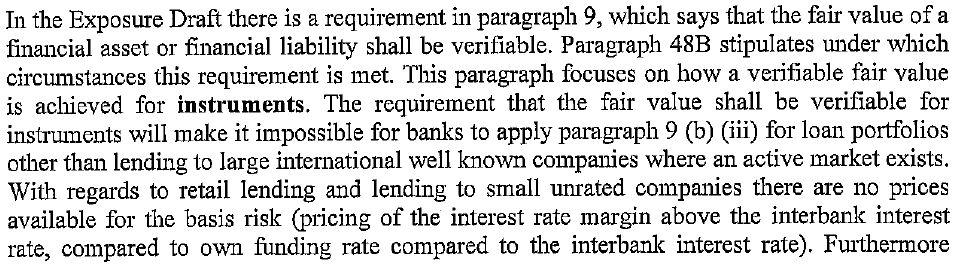 In the Exposure Draft there is a requirement in paragraph 9, which says that the fair value of a
financial asset or financial liability shall be verifiable. Paragraph 48B stipulates under which
circumstances this requirement is met. This paragraph focuses on how a verifiable fair value
is achieved for instruments. The requirement that the fair value shall be verifiable for
instruments will make it impossible for banks to apply paragraph 9 (b) (iii) for loan portfolios
other than lending to large international well known companies where an active market exists.
With regards to retail lending and lending to small unrated companies there are no prices
available for the basis risk (pricing of the interest rate margin above the interbank interest
rate, compared to own funding rate compared to the interbank interest rate). Furthermore